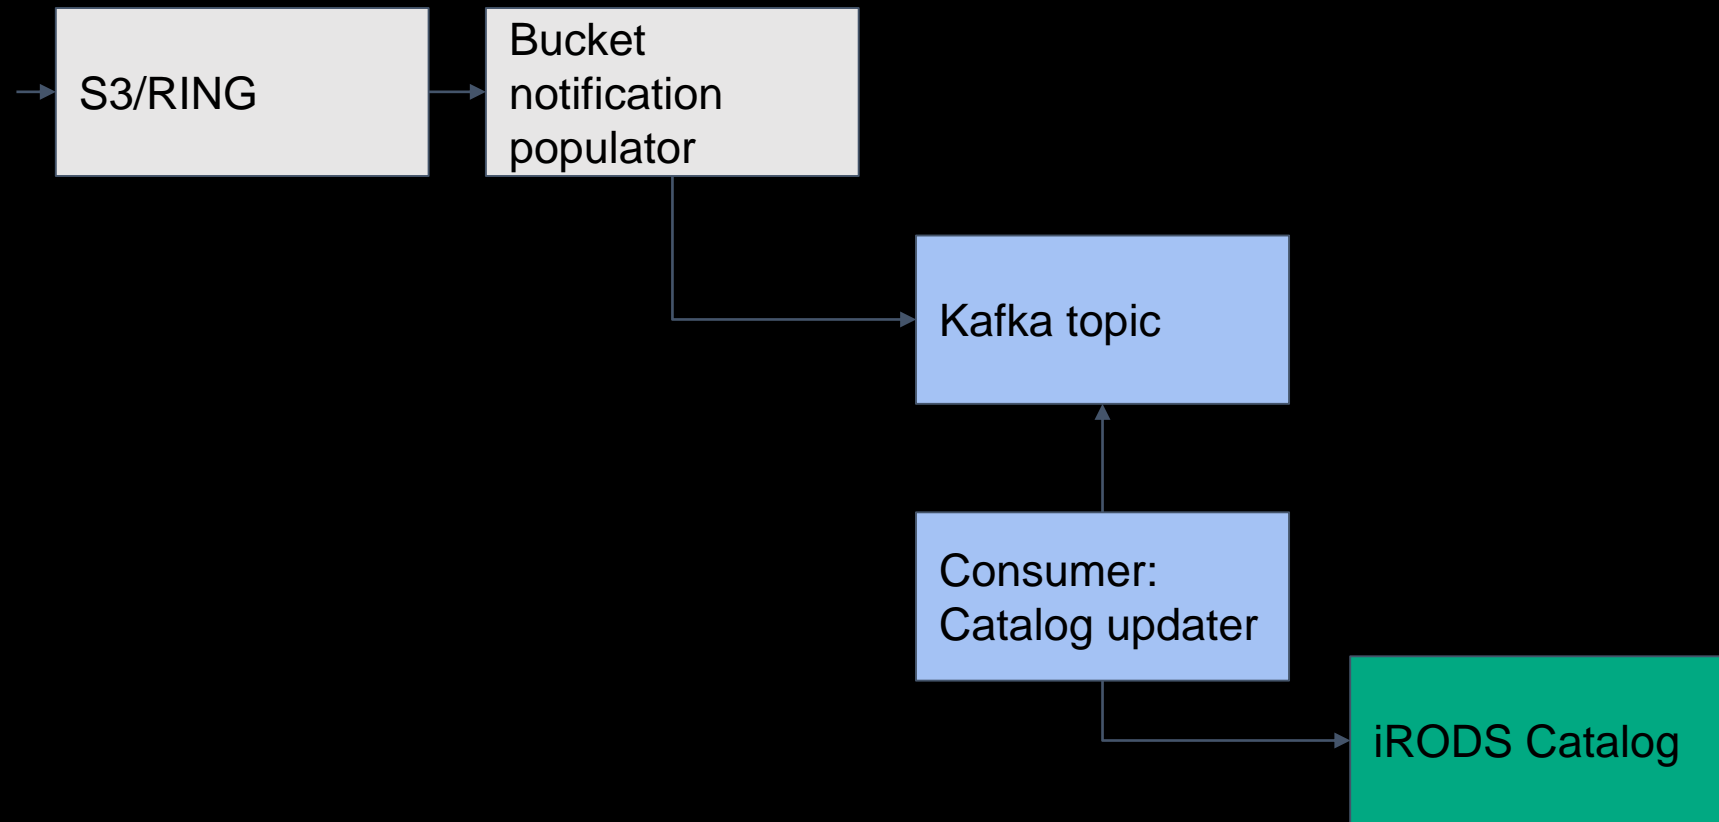 S3/RING
Bucket
notification
populator
Kafka topic
Consumer:
Catalog updater
iRODS Catalog